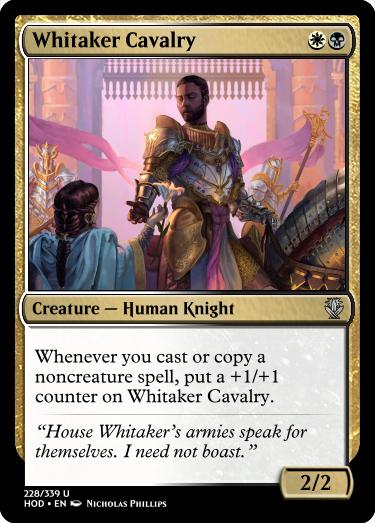 Whitaker Cavalry
Creature — Human Knight
Whenever you cast or copy a
noncreature spell, put a +1/+1
counter on Whitaker Cavalry.
“House Whitaker’s armies speak for
themselves. I need not boast.”
2/2
228/339 U
HOD • EN Nicholas Phillips